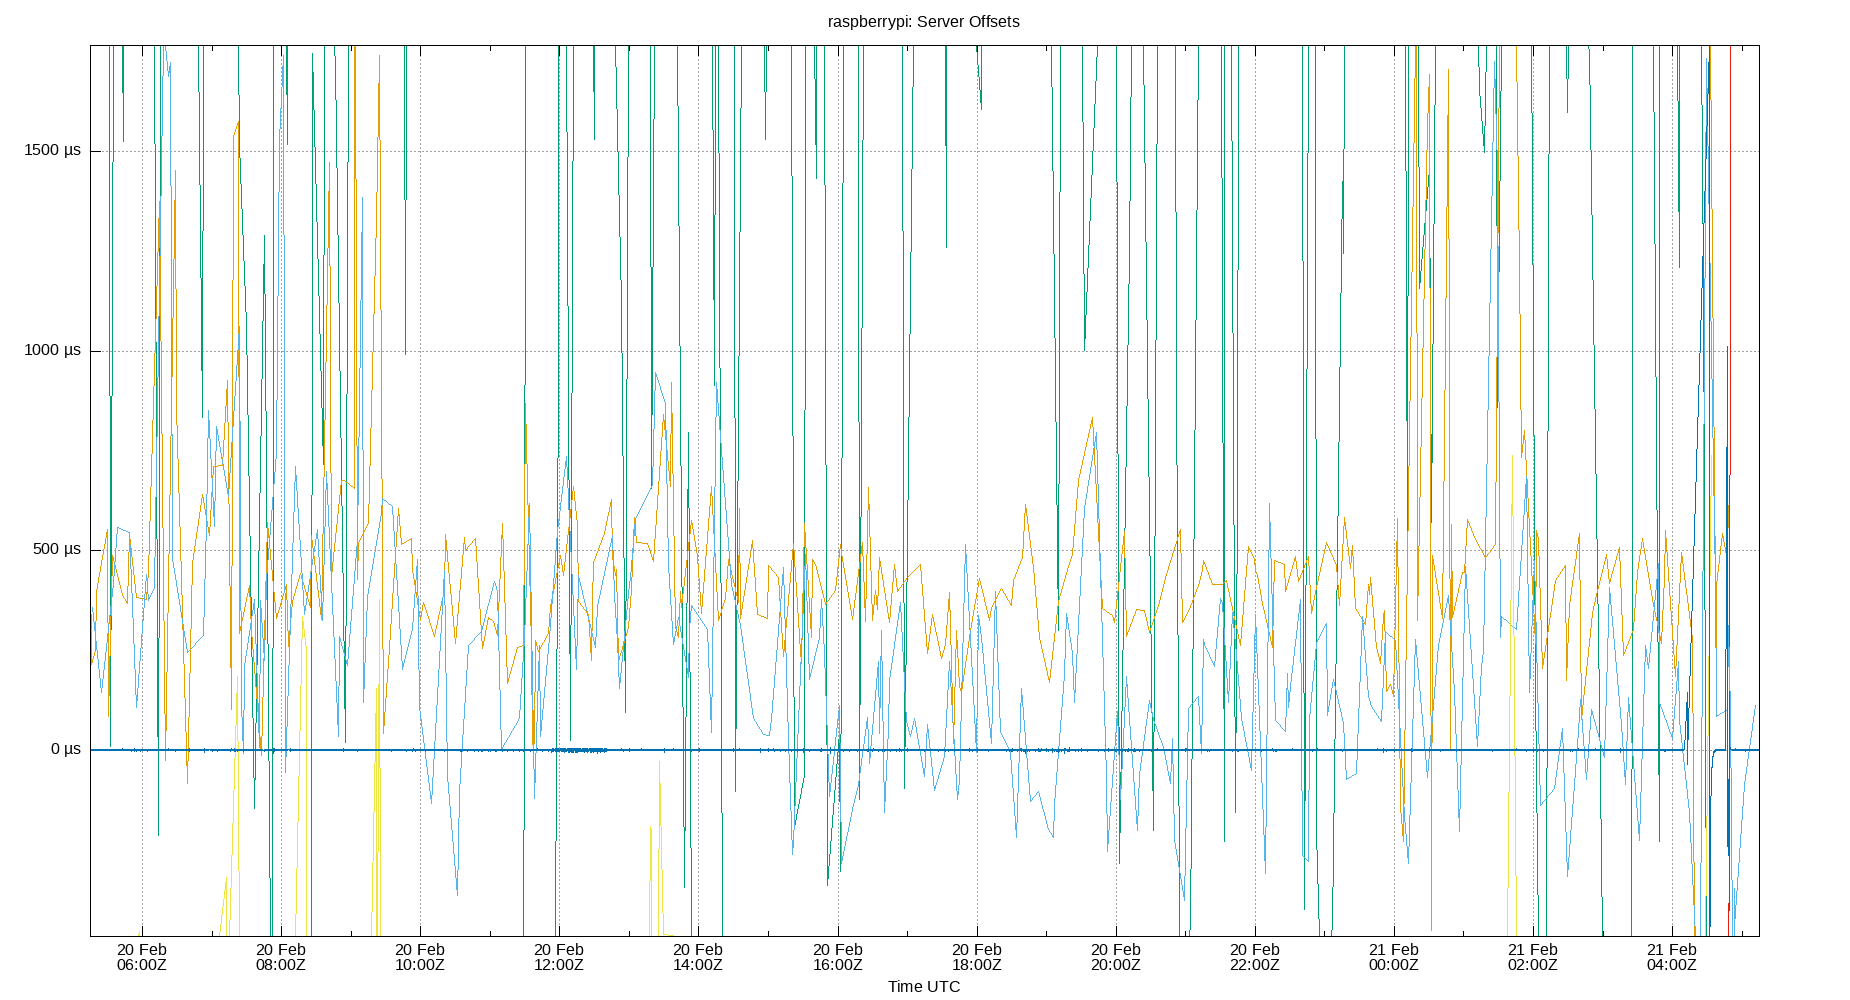 raspberrypi: Server Offsets
1500 µs
1000 µs
500 µs
0 µs
20 Feb 20 Feb 20 Feb 20 Feb 20 Feb 20 Feb 20 Feb 20 Feb 20 Feb 21 Feb 21 Feb 21 Feb
06:00Z 08:00Z 10:00Z 12:00Z 14:00Z 16:00Z 18:00Z 20:00Z 22:00Z 00:00Z 02:00Z 04:00Z
Time UTC